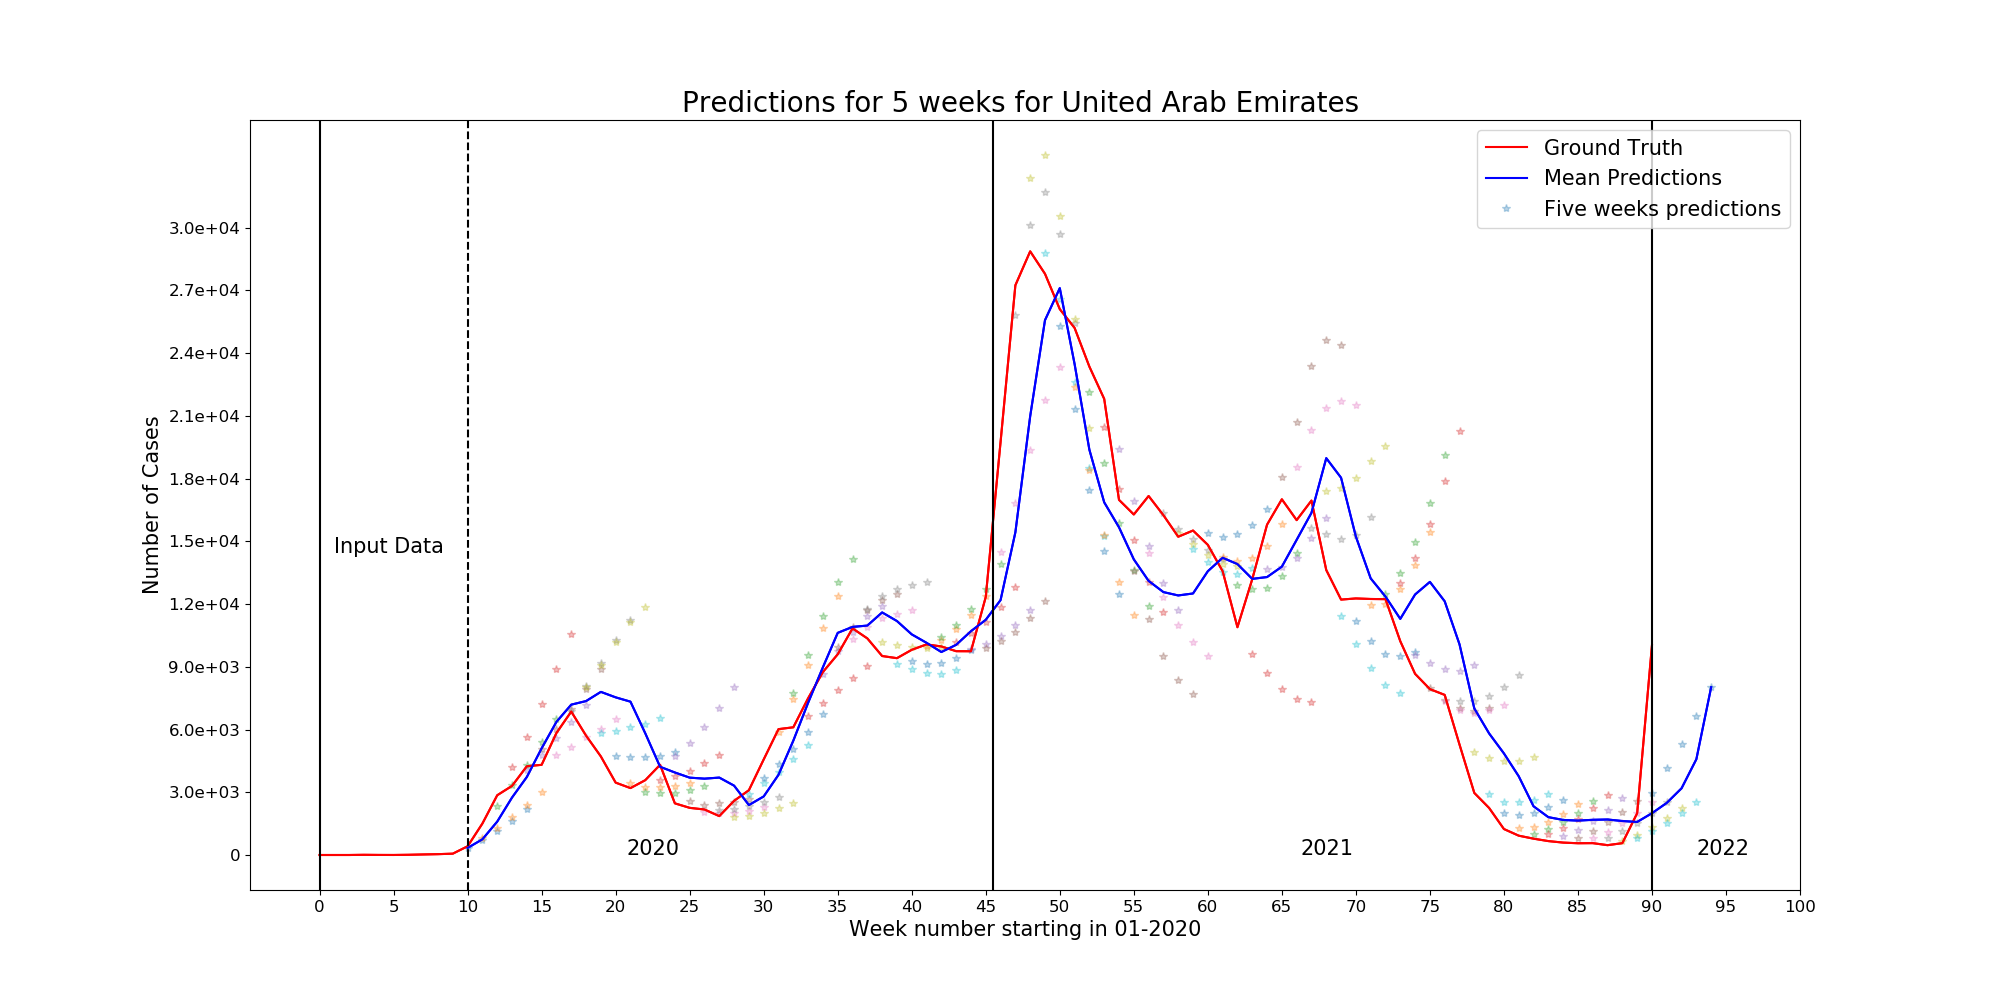 Predictions for 5 weeks for United Arab Emirates
Ground Truth
Mean Predictions
Five weeks predictions
Number of Cases
3.0e+04
2.7e+04
2.4e+04
2.1e+04
1.8e+04
1.5e+04
1.2e+04
9.0e+03
6.0e+03
3.0e+03
0
Input Data
2020
2021
2022
0 5 10 15 20 25 30 35 40 45 50 55 60 65 70 75 80 85 90 95 100
Week number starting in 01-2020